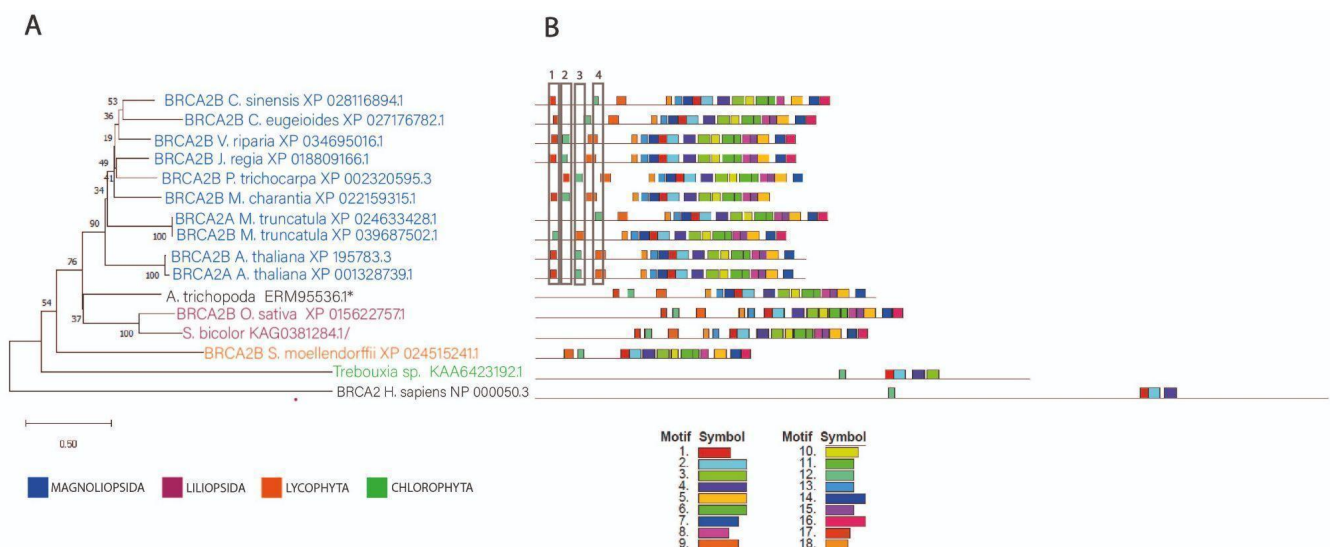 A
B
1 2 3 4
53 BRCA2B C. sinensis XP 028116894.1
36 BRCA2B C. eugeioides XP 027176782.1
19 BRCA2B V. riparia XP 034695016.1
49 BRCA2B J. regia XP 018809166.1
41 BRCA2B P. trichocarpa XP 002320595.3
34 BRCA2B M. charantia XP 022159315.1
BRCA2A M. truncatula XP 024633428.1
90 100 BRCA2B M. truncatula XP 039687502.1
BRCA2B A. thaliana XP 195783.3
76 100 BRCA2A A. thaliana XP 001328739.1
A. trichopoda ERM95536.1*
54 37 BRCA2B O. sativa XP 015622757.1
100 S. bicolor KAG0381284.1/
BRCA2B S. moellendorffii XP 024515241.1
Trebouxia sp. KAA6423192.1
BRCA2 H. sapiens NP 000050.3
0.50
MAGNOLIOPSIDA LILIOPSIDA LYCOPHYTA CHLOROPHYTA
Motif Symbol Motif Symbol
1. 10.
2. 11.
3. 12.
4. 13.
5. 14.
6. 15.
7. 16.
8. 17.
9. 18.